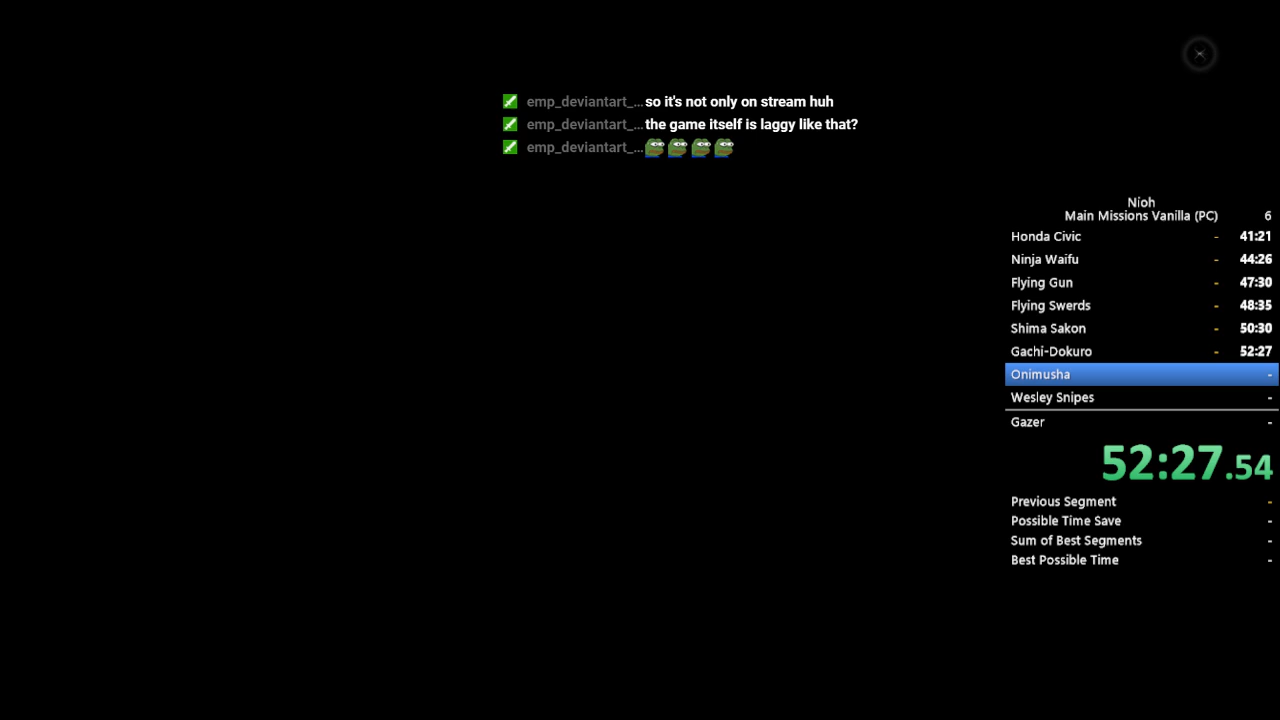 emp_deviantart_... so it's not only on stream huh
emp_deviantart_... the game itself is laggy like that?
emp_deviantart_...
Nioh
Main Missions Vanilla (PC) 6
Honda Civic - 41:21
Ninja Waifu - 44:26
Flying Gun - 47:30
Flying Swerds - 48:35
Shima Sakon - 50:30
Gachi-Dokuro - 52:27
Onimusha -
Wesley Snipes -
Gazer -
52:27.54
Previous Segment -
Possible Time Save -
Sum of Best Segments -
Best Possible Time -